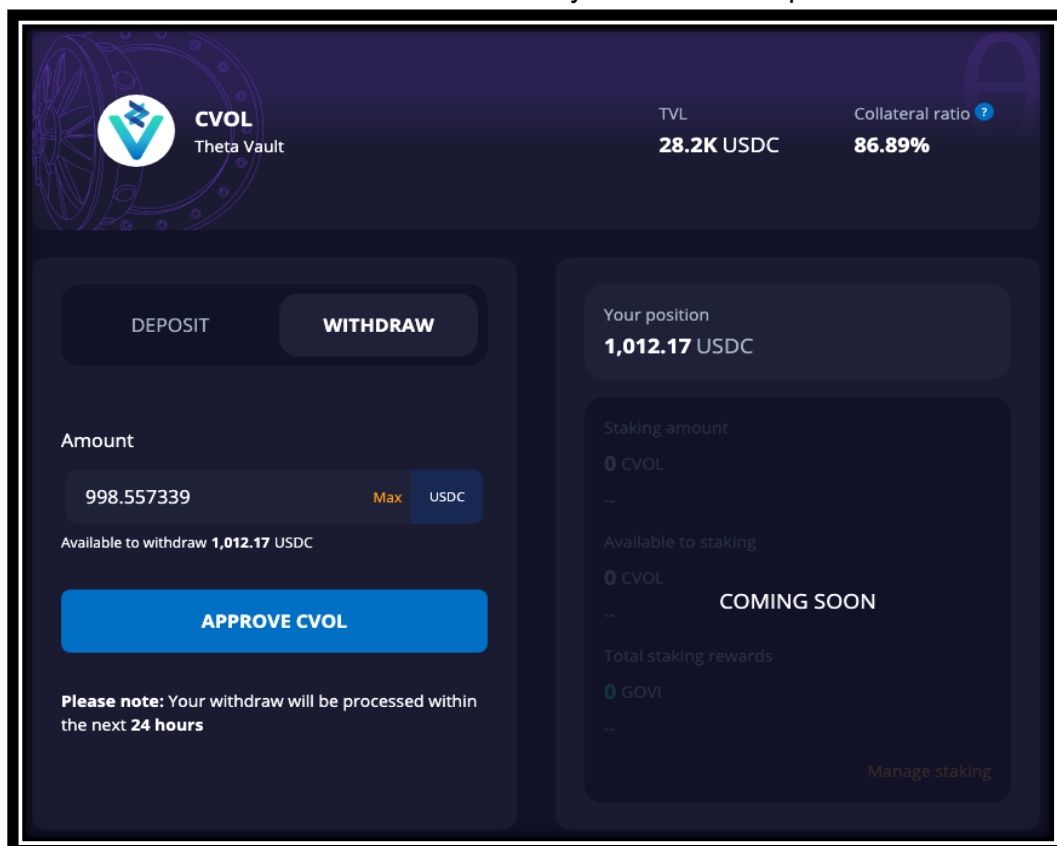 CVOL
Theta Vault
TVL
28.2K USDC
Collateral ratio ?
86.89%
DEPOSIT
WITHDRAW
Amount
998.557339 Max USDC
Available to withdraw 1,012.17 USDC
APPROVE CVOL
Please note: Your withdraw will be processed within
the next 24 hours
Your position
1,012.17 USDC
Staking amount
0 CVOL
--
Available to staking
0 CVOL
--
COMING SOON
Total staking rewards
0 GOVI
--
Manage staking